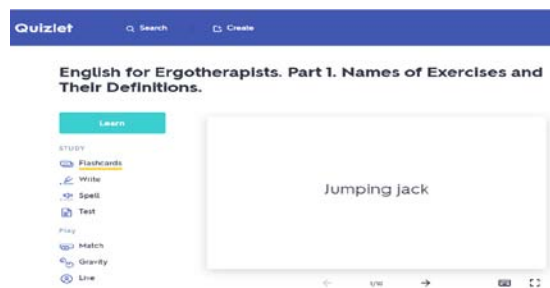 Quizlet
Search
Create
English for Ergotherapists. Part 1. Names of Exercises and
Their Definitions.
Learn
STUDY
Flashcards
Write
Spell
Test
Play
Match
Gravity
Live
Jumping jack
1/10